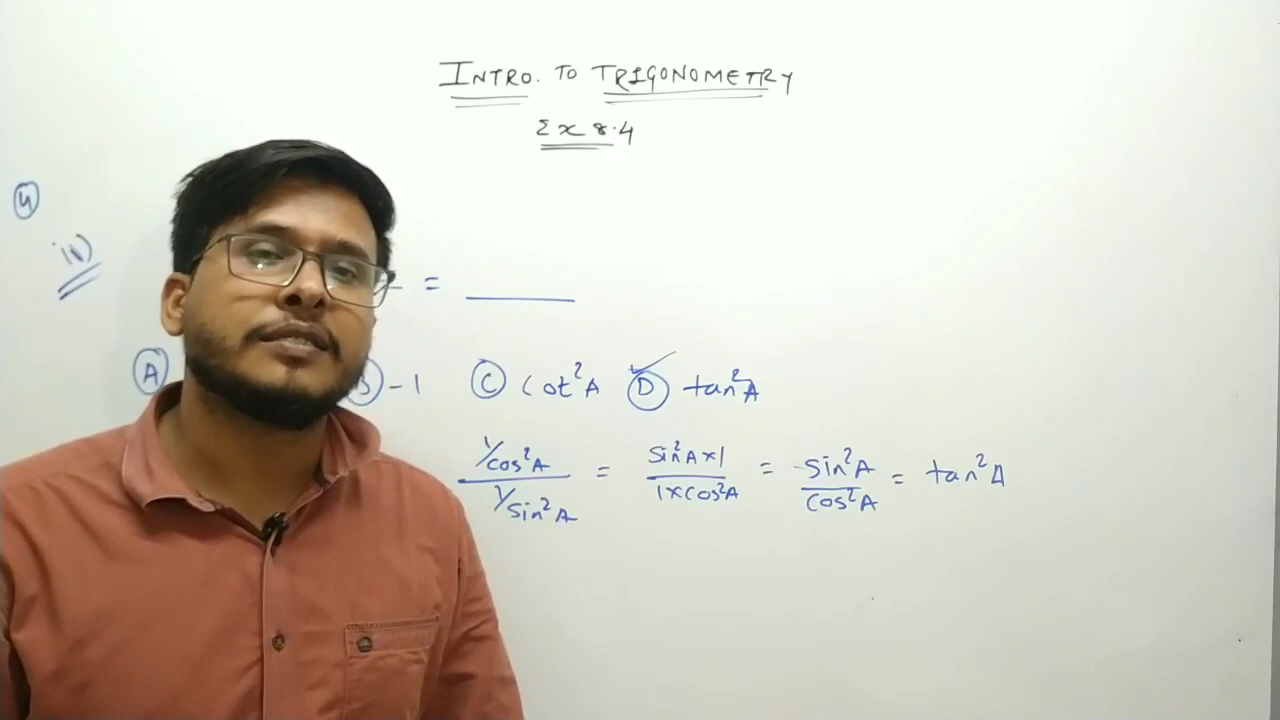 INTRO. TO TRIGONOMETRY
Ex 8.4
4
iv)
= ______
A B -1 C cot²A D tan²A
1/cos²A / 1/sin²A = sin²A×1 / 1×cos²A = sin²A / cos²A = tan²A